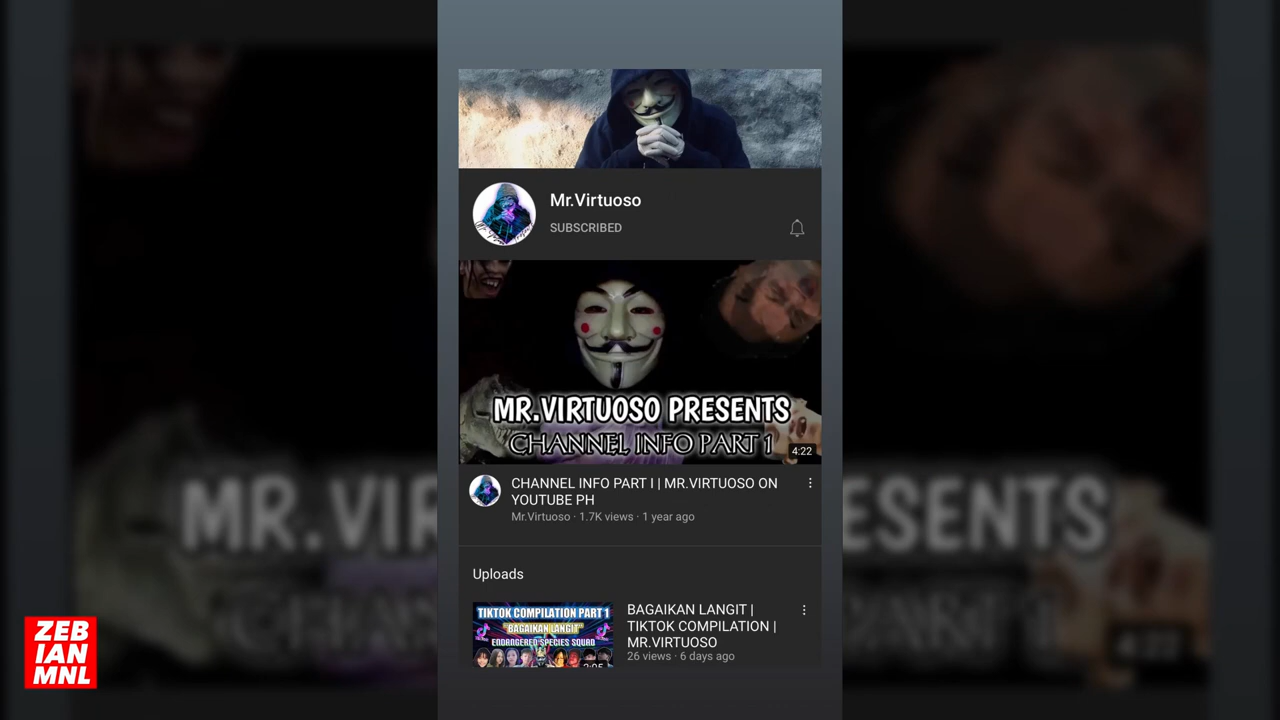 Mr.Virtuoso
SUBSCRIBED
MR.VIRTUOSO PRESENTS
CHANNEL INFO PART 1
4:22
CHANNEL INFO PART I | MR.VIRTUOSO ON
YOUTUBE PH
Mr.Virtuoso · 1.7K views · 1 year ago
Uploads
TIKTOK COMPILATION PART 1
"BAGAIKAN LANGIT"
ENDANGERED SPECIES SQUAD
BAGAIKAN LANGIT |
TIKTOK COMPILATION |
MR.VIRTUOSO
26 views · 6 days ago
ZEB
IAN
MNL